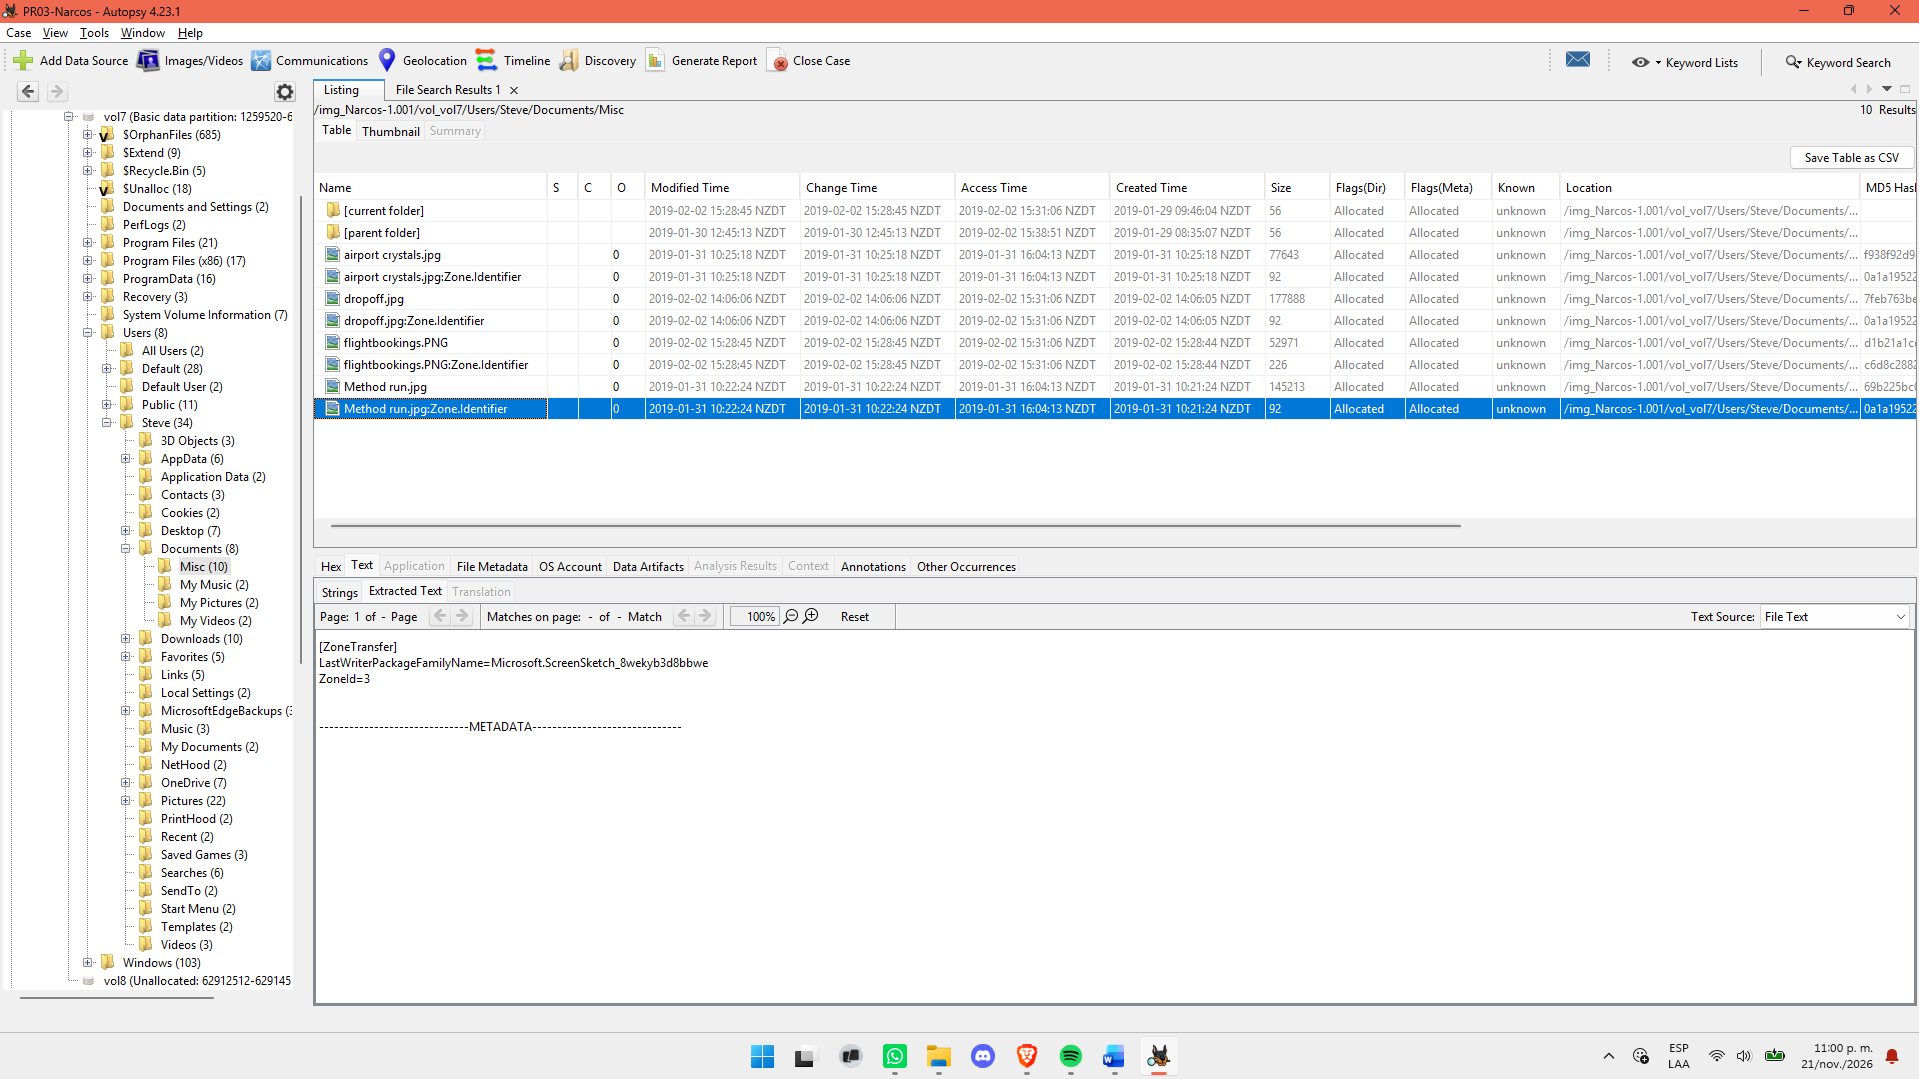 PR03-Narcos - Autopsy 4.23.1
Case View Tools Window Help
Add Data Source Images/Videos Communications Geolocation Timeline Discovery Generate Report Close Case Keyword Lists Keyword Search
Listing File Search Results 1
/img_Narcos-1.001/vol_vol7/Users/Steve/Documents/Misc 10 Results
Table Thumbnail Summary
Save Table as CSV
Name S C O Modified Time Change Time Access Time Created Time Size Flags(Dir) Flags(Meta) Known Location MD5 Hash
[current folder] 2019-02-02 15:28:45 NZDT 2019-02-02 15:28:45 NZDT 2019-02-02 15:31:06 NZDT 2019-01-29 09:46:04 NZDT 56 Allocated Allocated unknown /img_Narcos-1.001/vol_vol7/Users/Steve/Documents/...
[parent folder] 2019-01-30 12:45:13 NZDT 2019-01-30 12:45:13 NZDT 2019-02-02 15:38:51 NZDT 2019-01-29 08:35:07 NZDT 56 Allocated Allocated unknown /img_Narcos-1.001/vol_vol7/Users/Steve/Documents/...
airport crystals.jpg 0 2019-01-31 10:25:18 NZDT 2019-01-31 10:25:18 NZDT 2019-01-31 16:04:13 NZDT 2019-01-31 10:25:18 NZDT 77643 Allocated Allocated unknown /img_Narcos-1.001/vol_vol7/Users/Steve/Documents/... f938f92d9
airport crystals.jpg:Zone.Identifier 0 2019-01-31 10:25:18 NZDT 2019-01-31 10:25:18 NZDT 2019-01-31 16:04:13 NZDT 2019-01-31 10:25:18 NZDT 92 Allocated Allocated unknown /img_Narcos-1.001/vol_vol7/Users/Steve/Documents/... 0a1a19522
dropoff.jpg 0 2019-02-02 14:06:06 NZDT 2019-02-02 14:06:06 NZDT 2019-02-02 15:31:06 NZDT 2019-02-02 14:06:05 NZDT 177888 Allocated Allocated unknown /img_Narcos-1.001/vol_vol7/Users/Steve/Documents/... 7feb763be
dropoff.jpg:Zone.Identifier 0 2019-02-02 14:06:06 NZDT 2019-02-02 14:06:06 NZDT 2019-02-02 15:31:06 NZDT 2019-02-02 14:06:05 NZDT 92 Allocated Allocated unknown /img_Narcos-1.001/vol_vol7/Users/Steve/Documents/... 0a1a19522
flightbookings.PNG 0 2019-02-02 15:28:45 NZDT 2019-02-02 15:28:45 NZDT 2019-02-02 15:31:06 NZDT 2019-02-02 15:28:44 NZDT 52971 Allocated Allocated unknown /img_Narcos-1.001/vol_vol7/Users/Steve/Documents/... d1b21a1c
flightbookings.PNG:Zone.Identifier 0 2019-02-02 15:28:45 NZDT 2019-02-02 15:28:45 NZDT 2019-02-02 15:31:06 NZDT 2019-02-02 15:28:44 NZDT 226 Allocated Allocated unknown /img_Narcos-1.001/vol_vol7/Users/Steve/Documents/... c6d8c2882
Method run.jpg 0 2019-01-31 10:22:24 NZDT 2019-01-31 10:22:24 NZDT 2019-01-31 16:04:13 NZDT 2019-01-31 10:21:24 NZDT 145213 Allocated Allocated unknown /img_Narcos-1.001/vol_vol7/Users/Steve/Documents/... 69b225bc
Method run.jpg:Zone.Identifier 0 2019-01-31 10:22:24 NZDT 2019-01-31 10:22:24 NZDT 2019-01-31 16:04:13 NZDT 2019-01-31 10:21:24 NZDT 92 Allocated Allocated unknown /img_Narcos-1.001/vol_vol7/Users/Steve/Documents/... 0a1a19522
vol7 (Basic data partition: 1259520-6
$OrphanFiles (685)
$Extend (9)
$Recycle.Bin (5)
$Unalloc (18)
Documents and Settings (2)
PerfLogs (2)
Program Files (21)
Program Files (x86) (17)
ProgramData (16)
Recovery (3)
System Volume Information (7)
Users (8)
All Users (2)
Default (28)
Default User (2)
Public (11)
Steve (34)
3D Objects (3)
AppData (6)
Application Data (2)
Contacts (3)
Cookies (2)
Desktop (7)
Documents (8)
Misc (10)
My Music (2)
My Pictures (2)
My Videos (2)
Downloads (10)
Favorites (5)
Links (5)
Local Settings (2)
MicrosoftEdgeBackups (3
Music (3)
My Documents (2)
NetHood (2)
OneDrive (7)
Pictures (22)
PrintHood (2)
Recent (2)
Saved Games (3)
Searches (6)
SendTo (2)
Start Menu (2)
Templates (2)
Videos (3)
Windows (103)
vol8 (Unallocated: 62912512-629145
Hex Text Application File Metadata OS Account Data Artifacts Analysis Results Context Annotations Other Occurrences
Strings Extracted Text Translation
Page: 1 of - Page Matches on page: - of - Match 100% Reset Text Source: File Text
[ZoneTransfer]
LastWriterPackageFamilyName=Microsoft.ScreenSketch_8wekyb3d8bbwe
ZoneId=3
------------------------------METADATA------------------------------
ESP
LAA
11:00 p. m.
21/nov./2026